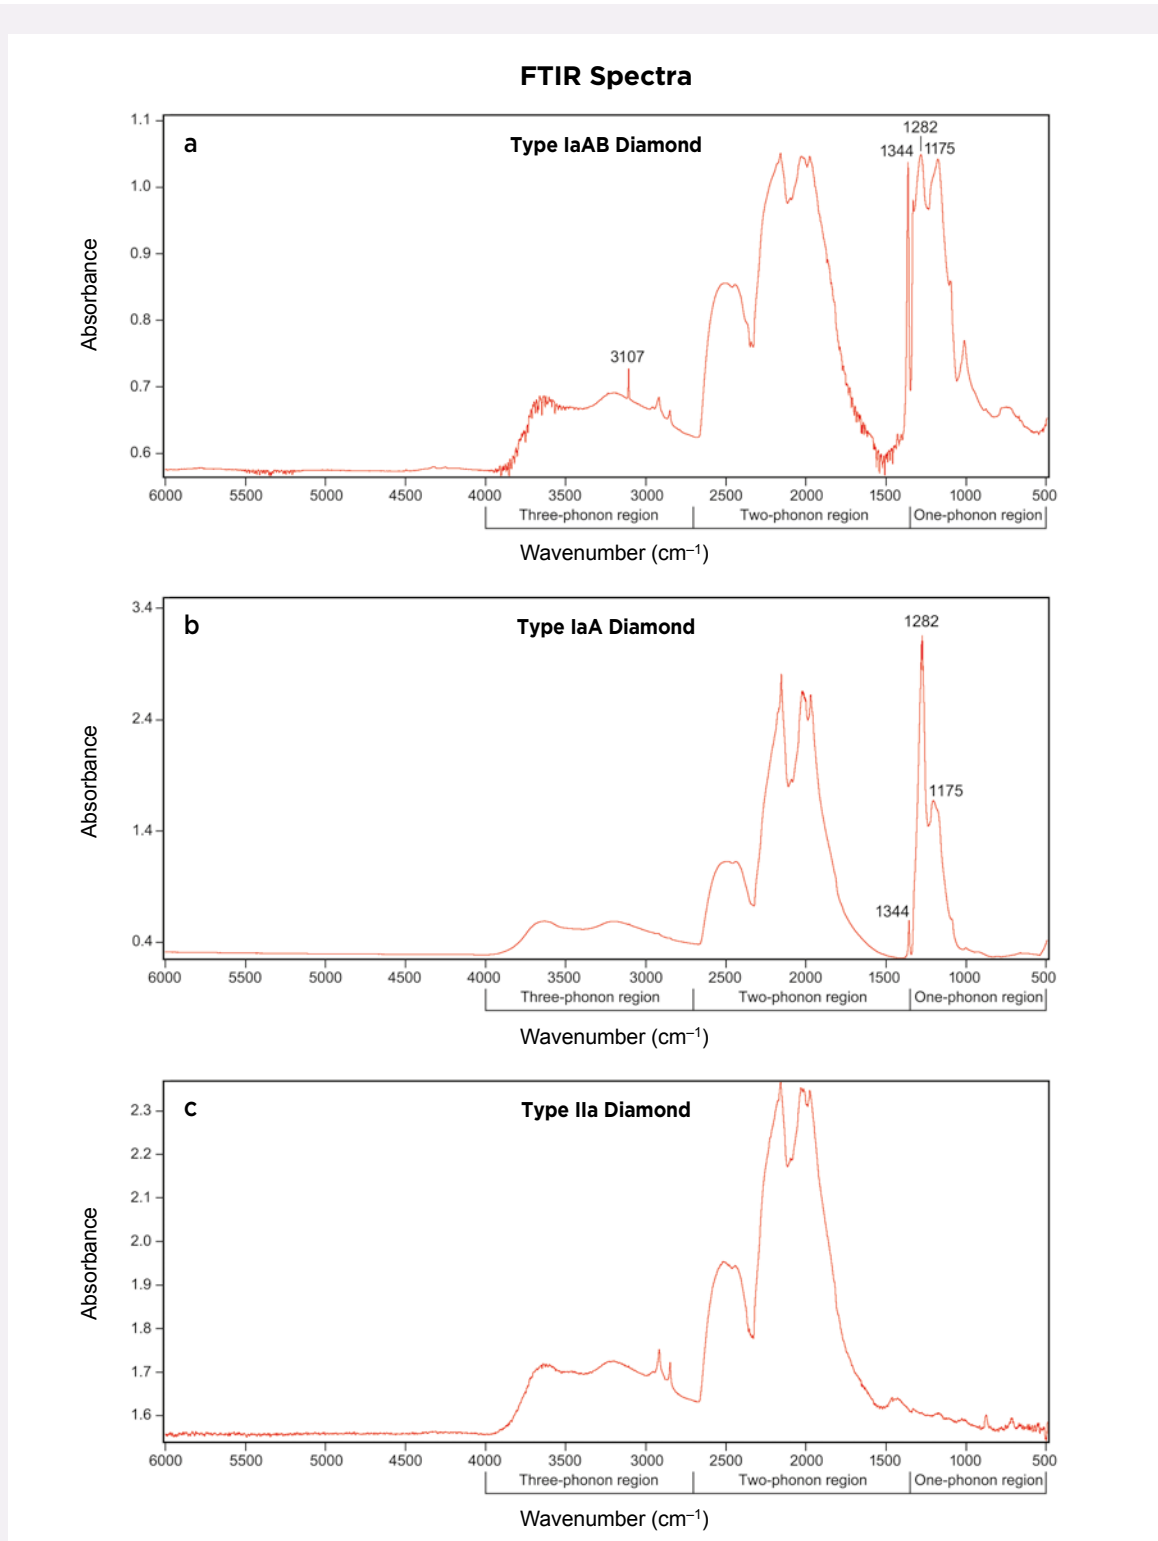 FTIR Spectra
a
Type IaAB Diamond
1282
1344
1175
3107
Absorbance
1.1
1.0
0.9
0.8
0.7
0.6
6000 5500 5000 4500 4000 3500 3000 2500 2000 1500 1000 500
Three-phonon region Two-phonon region One-phonon region
Wavenumber (cm–1)
b
Type IaA Diamond
1282
1175
1344
Absorbance
3.4
2.4
1.4
0.4
6000 5500 5000 4500 4000 3500 3000 2500 2000 1500 1000 500
Three-phonon region Two-phonon region One-phonon region
Wavenumber (cm–1)
c
Type IIa Diamond
Absorbance
2.3
2.2
2.1
2.0
1.9
1.8
1.7
1.6
6000 5500 5000 4500 4000 3500 3000 2500 2000 1500 1000 500
Three-phonon region Two-phonon region One-phonon region
Wavenumber (cm–1)